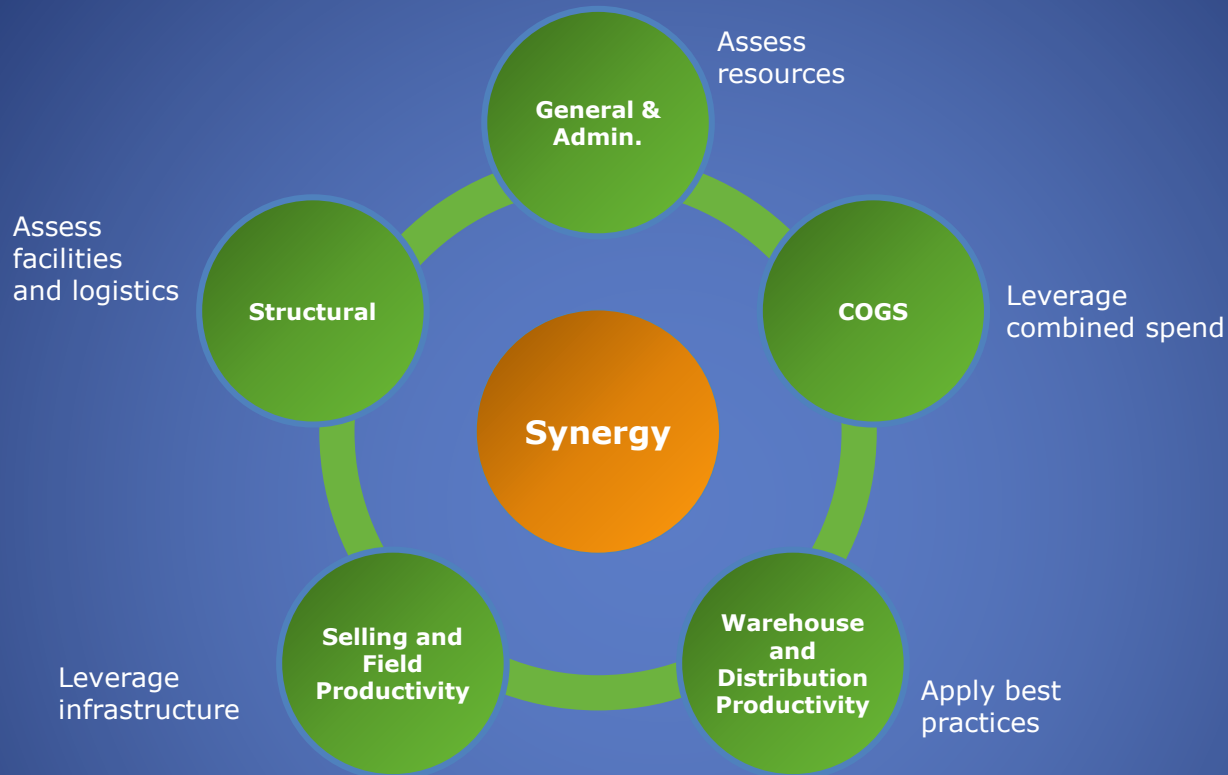 Assess
resources
General &
Admin.
Assess
facilities
and logistics
Structural
COGS
Leverage
combined spend
Synergy
Selling and
Field
Productivity
Leverage
infrastructure
Warehouse
and
Distribution
Productivity
Apply best
practices